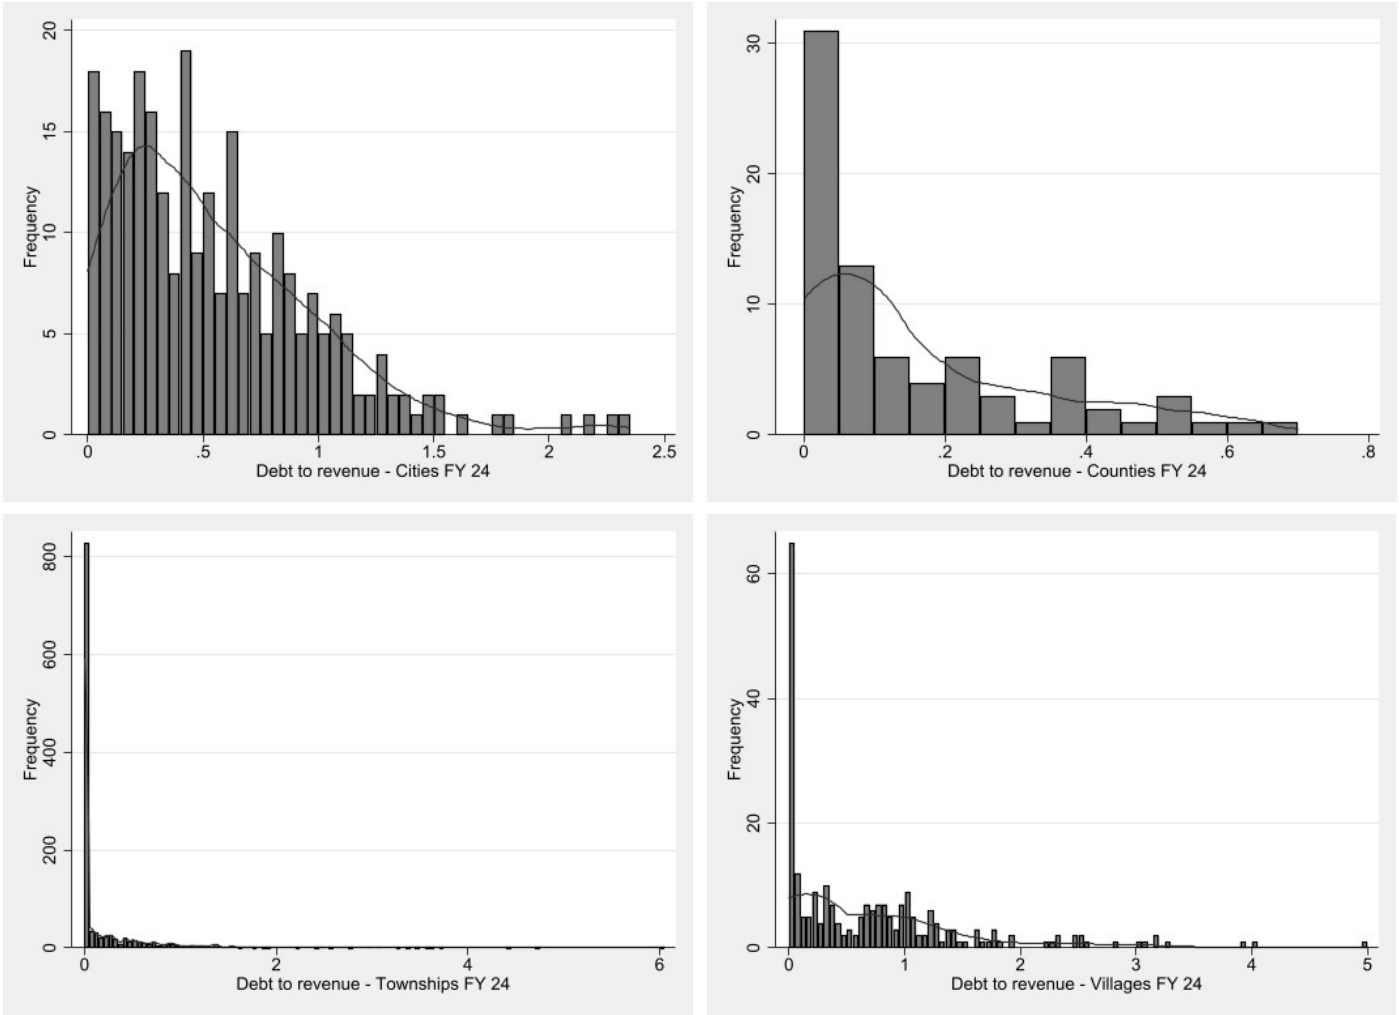 20
15
10
5
0
Frequency
0 .5 1 1.5 2 2.5
Debt to revenue - Cities FY 24
30
20
10
0
Frequency
0 .2 .4 .6 .8
Debt to revenue - Counties FY 24
800
600
400
200
0
Frequency
0 2 4 6
Debt to revenue - Townships FY 24
60
40
20
0
Frequency
0 1 2 3 4 5
Debt to revenue - Villages FY 24